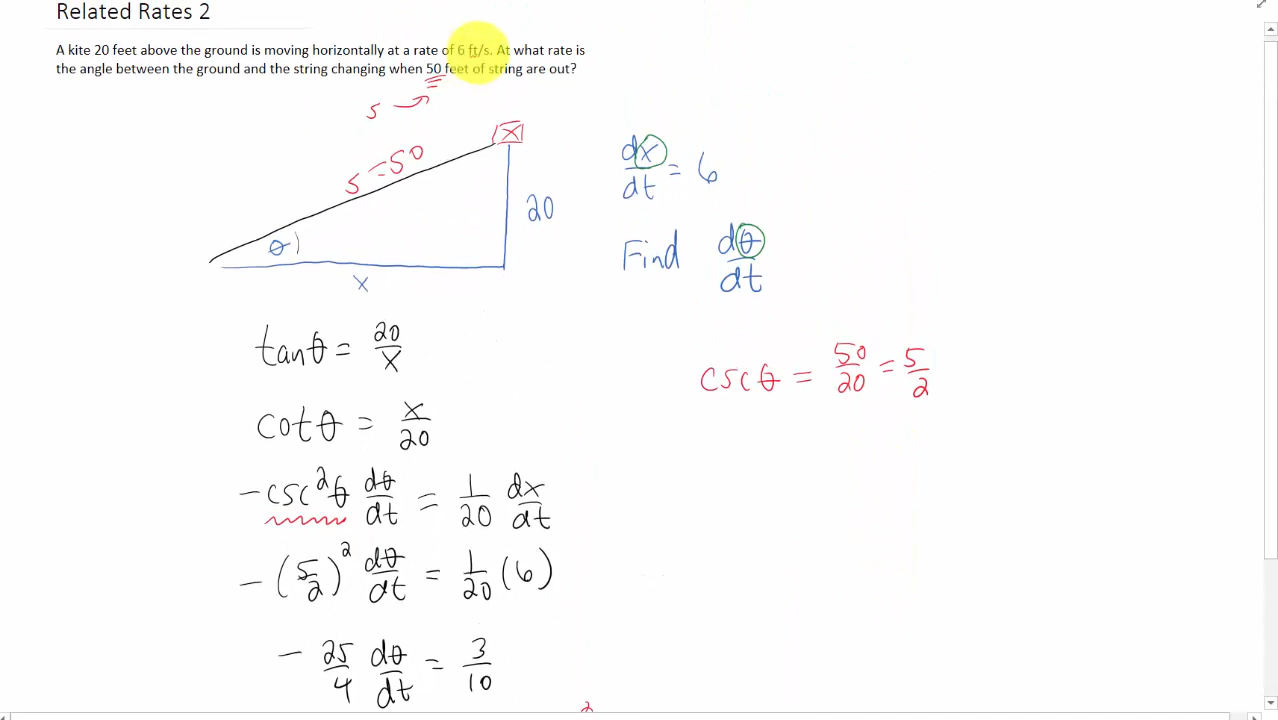 Related Rates 2
A kite 20 feet above the ground is moving horizontally at a rate of 6 ft/s. At what rate is
the angle between the ground and the string changing when 50 feet of string are out?
s
x
s = 50
20
θ
x
dx/dt = 6
Find dθ/dt
tanθ = 20/x
cscθ = 50/20 = 5/2
cotθ = x/20
-csc²θ dθ/dt = 1/20 dx/dt
-(5/2)² dθ/dt = 1/20 (6)
- 25/4 dθ/dt = 3/10